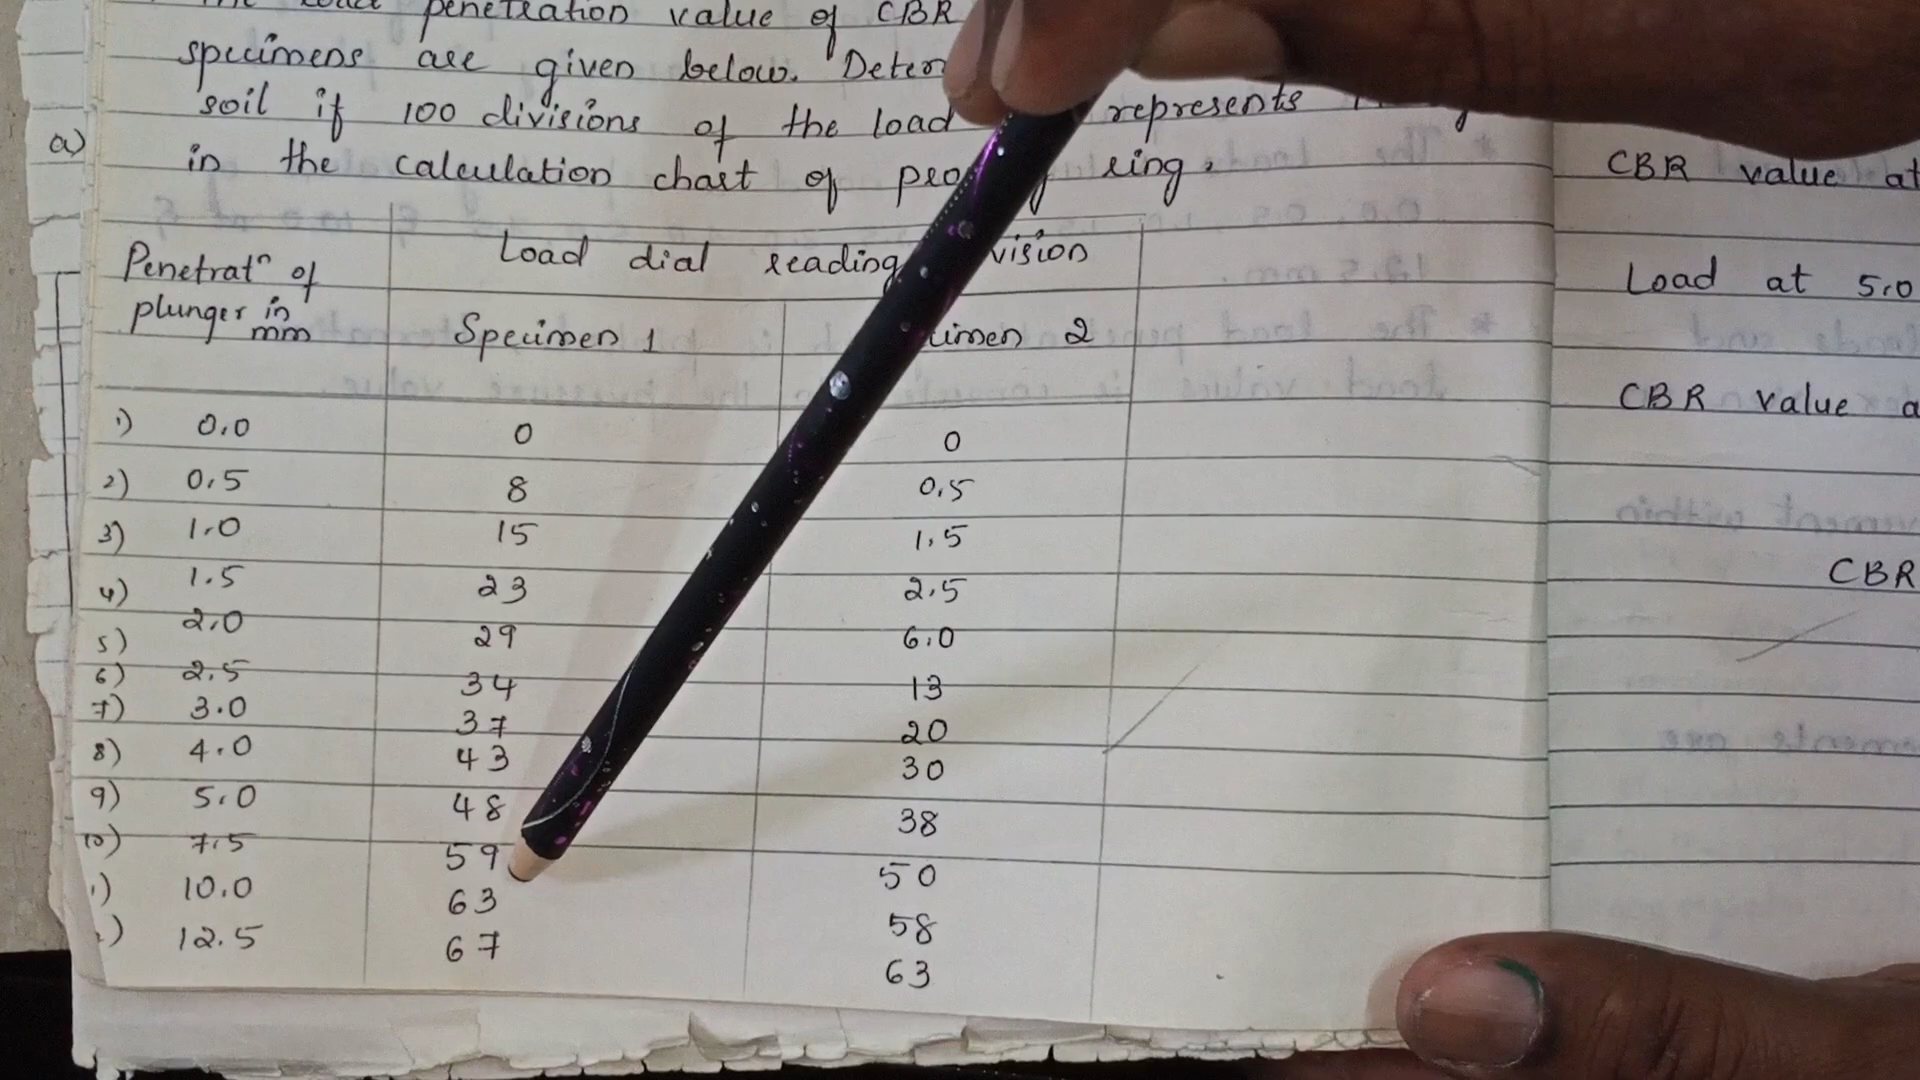 penetration value of CBR
specimens are given below. Deter
soil if 100 divisions of the load represents
a) in the calculation chart of ring.
Penetratⁿ of plunger in mm Load dial reading vision
Specimen 1 cimen 2
1) 0.0 0 0
2) 0.5 8 0.5
3) 1.0 15 1.5
4) 1.5 23 2.5
5) 2.0 29 6.0
6) 2.5 34 13
7) 3.0 37 20
8) 4.0 43 30
9) 5.0 48 38
10) 7.5 59 50
1) 10.0 63 58
) 12.5 67 63
CBR value at
Load at 5.0
CBR value a
CBR